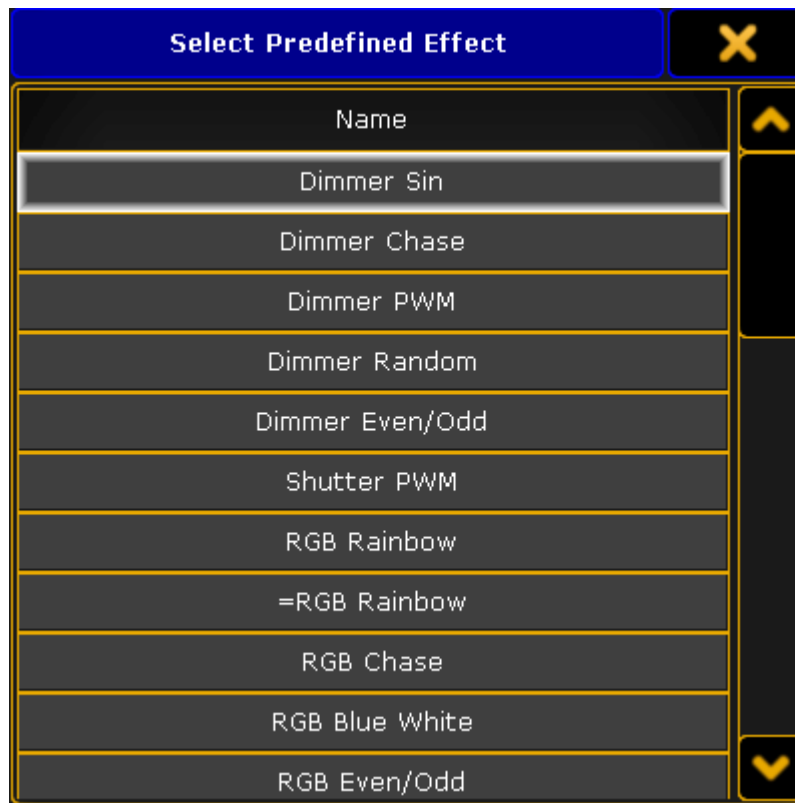 Select Predefined Effect
Name
Dimmer Sin
Dimmer Chase
Dimmer PWM
Dimmer Random
Dimmer Even/Odd
Shutter PWM
RGB Rainbow
=RGB Rainbow
RGB Chase
RGB Blue White
RGB Even/Odd